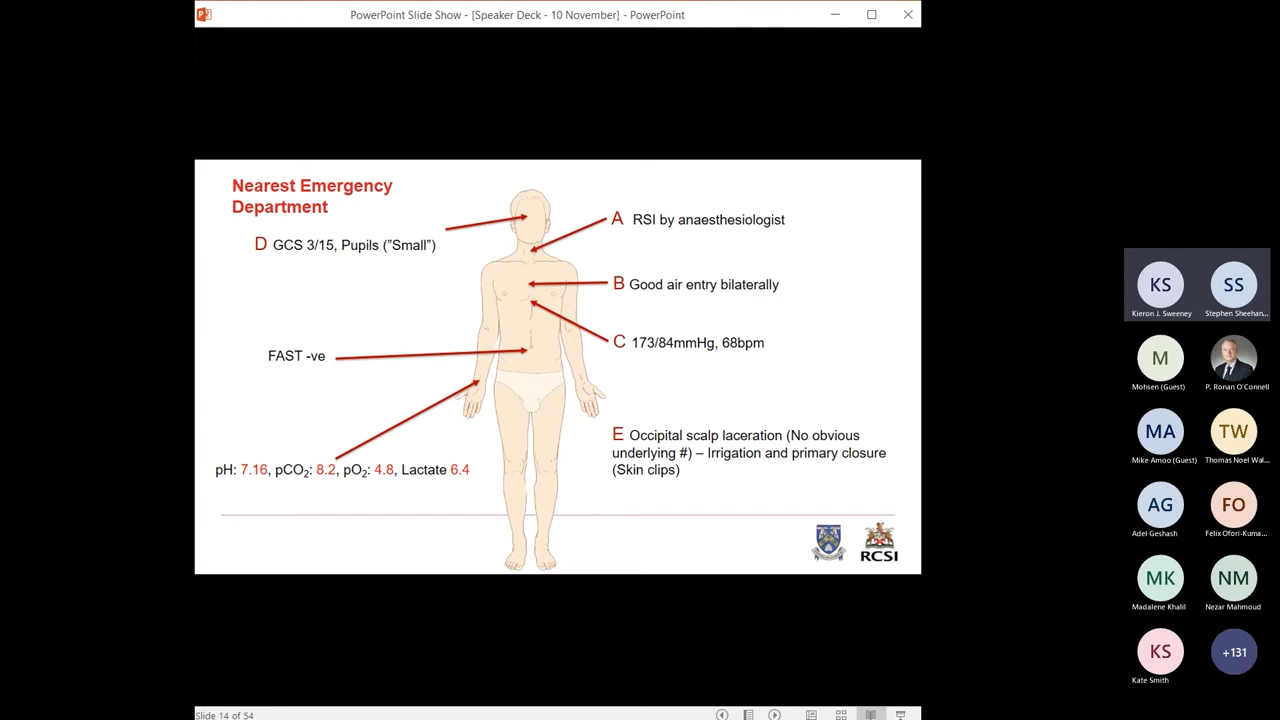 PowerPoint Slide Show - [Speaker Deck - 10 November] - PowerPoint
Nearest Emergency
Department
D GCS 3/15, Pupils (”Small”)
A RSI by anaesthesiologist
B Good air entry bilaterally
C 173/84mmHg, 68bpm
FAST -ve
E Occipital scalp laceration (No obvious
underlying #) – Irrigation and primary closure
(Skin clips)
pH: 7.16, pCO2: 8.2, pO2: 4.8, Lactate 6.4
RCSI
Slide 14 of 54
KS
Kieron J. Sweeney
SS
Stephen Sheehan...
M
Mohsen (Guest)
P. Ronan O'Connell
MA
Mike Amoo (Guest)
TW
Thomas Noel Wal...
AG
Adel Geshash
FO
Felix Ofori-Kuma...
MK
Madalene Khalil
NM
Nezar Mahmoud
KS
Kate Smith
+131